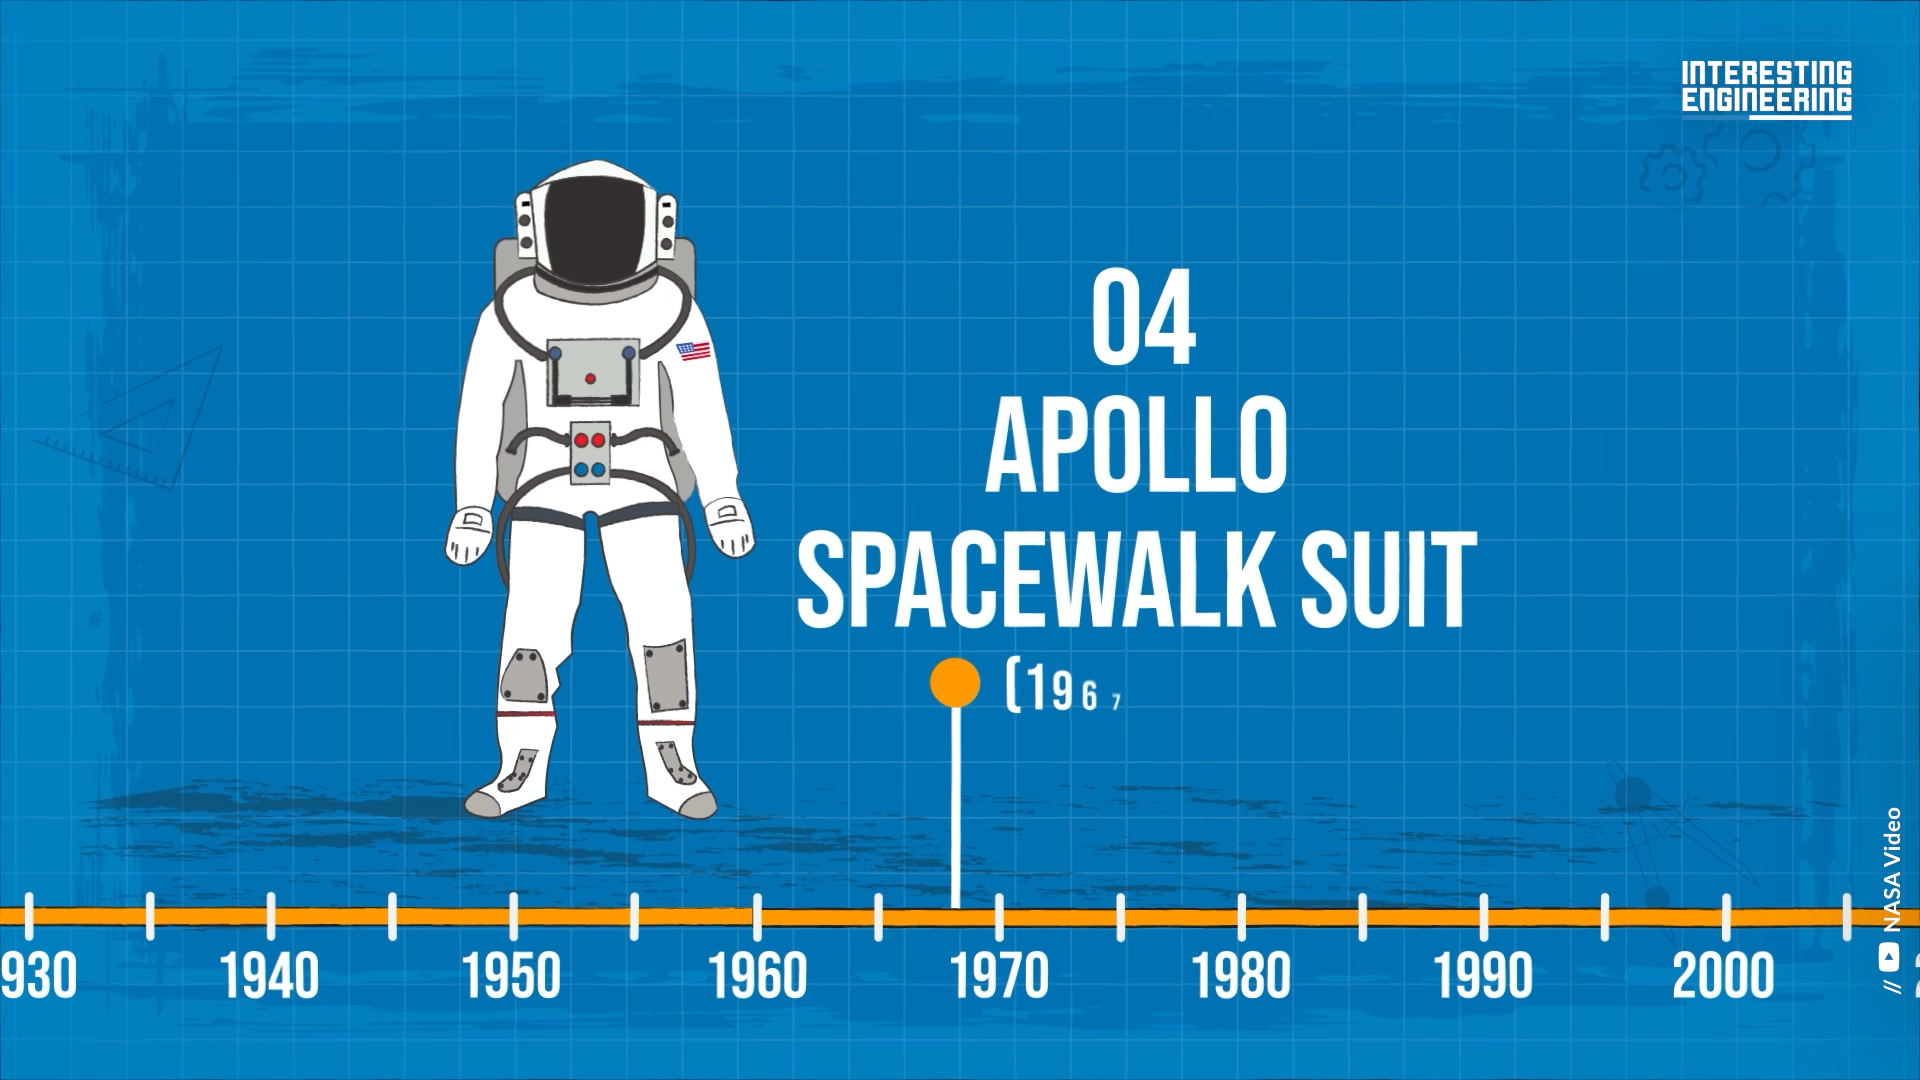 INTERESTING
ENGINEERING
04
APOLLO
SPACEWALK SUIT
(1967
930 1940 1950 1960 1970 1980 1990 2000
// NASA Video